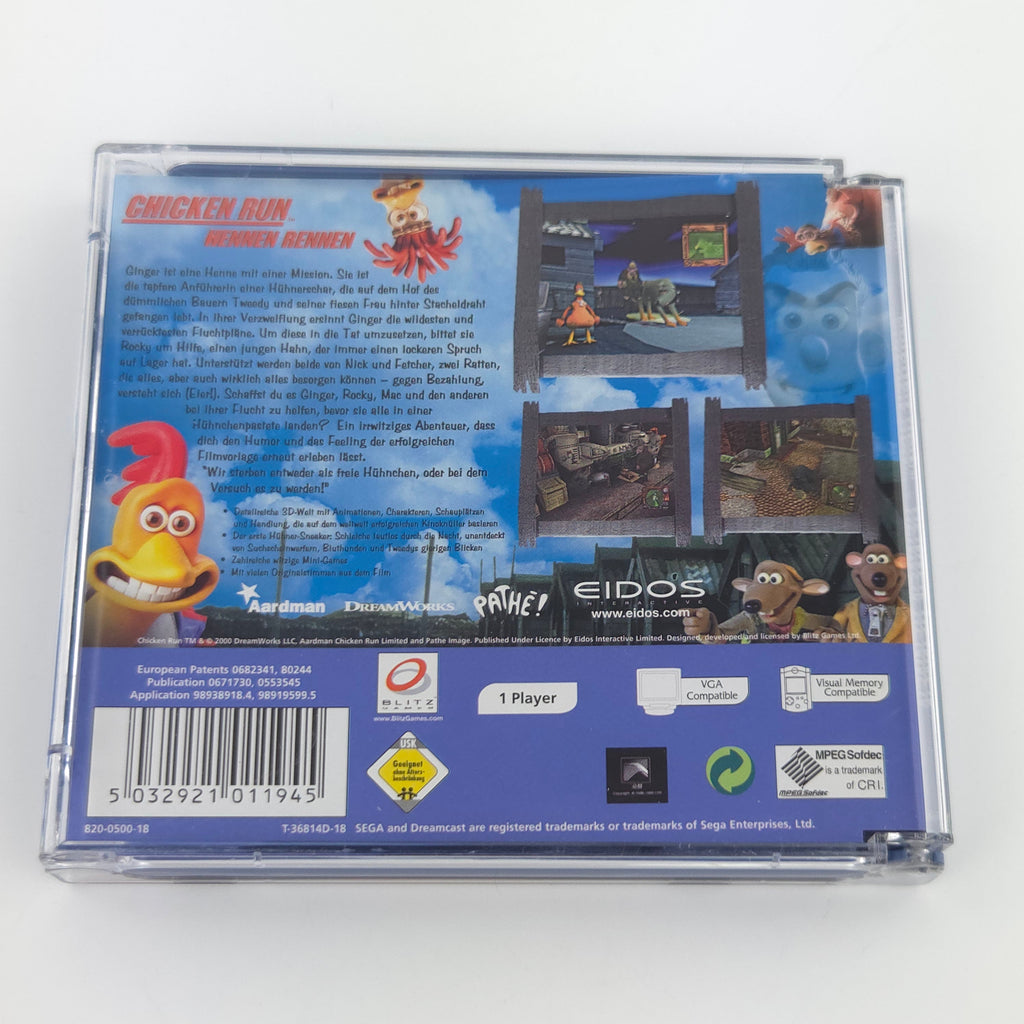 CHICKEN RUN™
RENNEN RENNEN
Ginger ist eine Henne mit einer Mission. Sie ist
die tapfere Anführerin einer Hühnerschar, die auf dem Hof des
dümmlichen Bauern Tweedy und seiner fiesen Frau hinter Stacheldraht
gefangen lebt. In ihrer Verzweiflung ersinnt Ginger die wildesten und
verrücktesten Fluchtpläne. Um diese in die Tat umzusetzen, bittet sie
Rocky um Hilfe, einen jungen Hahn, der immer einen lockeren Spruch
auf Lager hat. Unterstützt werden beide von Nick und Fetcher, zwei Ratten,
die alles, aber auch wirklich alles besorgen können – gegen Bezahlung,
versteht sich (Eier!). Schaffst du es Ginger, Rocky, Mac und den anderen
bei ihrer Flucht zu helfen, bevor sie alle in einer
Hühnchenpastete landen? Ein irrwitziges Abenteuer, dass
dich den Humor und das Feeling der erfolgreichen
Filmvorlage erneut erleben lässt.
"Wir sterben entweder als freie Hühnchen, oder bei dem
Versuch es zu werden!"
• Detailreiche 3D-Welt mit Animationen, Charakteren, Schauplätzen
und Handlung, die auf dem weltweit erfolgreichen Kinoknüller basieren
• Der erste Hühner-Sneaker: Schleiche lautlos durch die Nacht, unentdeckt
von Suchscheinwerfern, Bluthunden und Tweedys gierigen Blicken
• Zahlreiche witzige Mini-Games
• Mit vielen Originalstimmen aus dem Film
Aardman DREAMWORKS PATHE! EIDOS
INTERACTIVE
www.eidos.com
Chicken Run TM & © 2000 DreamWorks LLC, Aardman Chicken Run Limited and Pathe Image. Published Under Licence by Eidos Interactive Limited. Designed, developed and licensed by Blitz Games Ltd.
European Patents 0682341, 80244
Publication 0671730, 0553545
Application 98938918.4, 98919599.5
BLITZ
GAMES
www.BlitzGames.com
1 Player
VGA
Compatible
Visual Memory
Compatible
USK
Geeignet
ohne Alters-
beschränkung
MPEG Sofdec
is a trademark
of CRI.
MPEG Sofdec
5 032921 011945
820-0500-18
T-36814D-18 SEGA and Dreamcast are registered trademarks or trademarks of Sega Enterprises, Ltd.